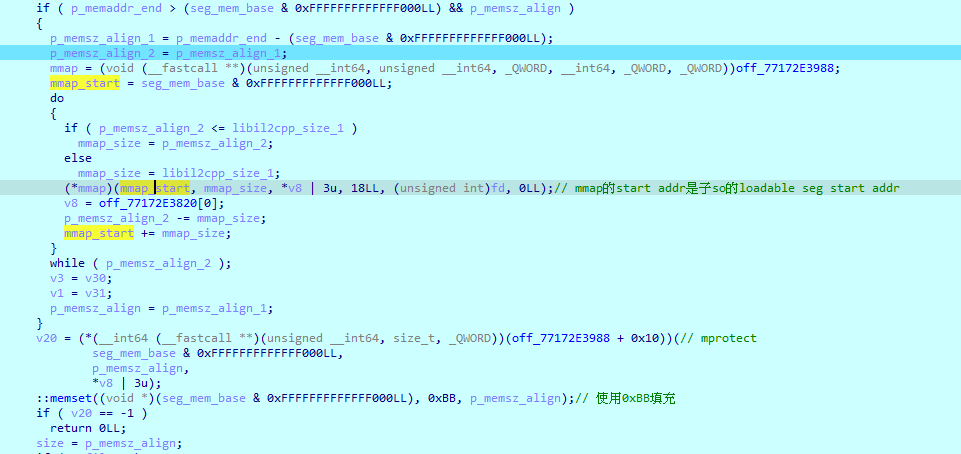 if ( p_memaddr_end > (seg_mem_base & 0xFFFFFFFFFFFFF000LL) && p_memsz_align )
{
p_memsz_align_1 = p_memaddr_end - (seg_mem_base & 0xFFFFFFFFFFFFF000LL);
p_memsz_align_2 = p_memsz_align_1;
mmap = (void (__fastcall **)(unsigned __int64, unsigned __int64, _QWORD, __int64, _QWORD, _QWORD))off_77172E3988;
mmap_start = seg_mem_base & 0xFFFFFFFFFFFFF000LL;
do
{
if ( p_memsz_align_2 <= libil2cpp_size_1 )
mmap_size = p_memsz_align_2;
else
mmap_size = libil2cpp_size_1;
(*mmap)(mmap_start, mmap_size, *v8 | 3u, 18LL, (unsigned int)fd, 0LL);// mmap的start addr是子so的loadable seg start addr
v8 = off_77172E3820[0];
p_memsz_align_2 -= mmap_size;
mmap_start += mmap_size;
}
while ( p_memsz_align_2 );
v3 = v30;
v1 = v31;
p_memsz_align = p_memsz_align_1;
}
v20 = (*(__int64 (__fastcall **)(unsigned __int64, size_t, _QWORD))(off_77172E3988 + 0x10))(// mprotect
seg_mem_base & 0xFFFFFFFFFFFFF000LL,
p_memsz_align,
*v8 | 3u);
::memset((void *)(seg_mem_base & 0xFFFFFFFFFFFFF000LL), 0xBB, p_memsz_align);// 使用0xBB填充
if ( v20 == -1 )
return 0LL;
size = p_memsz_align;